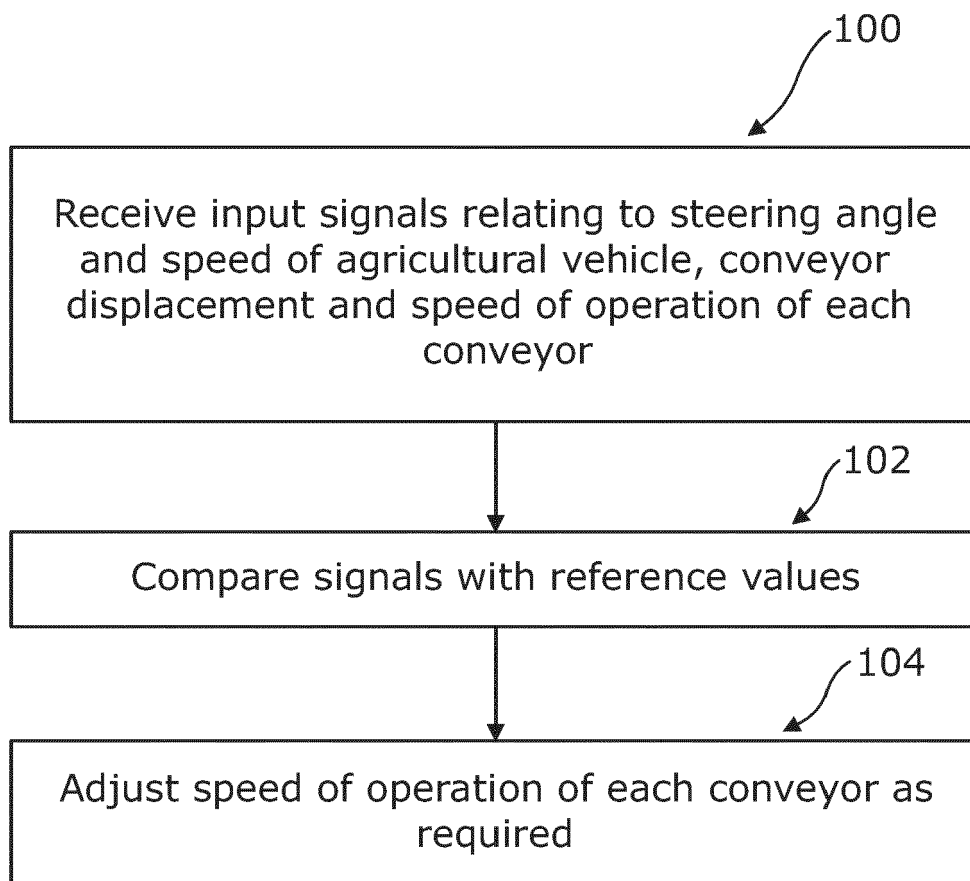 100
Receive input signals relating to steering angle
and speed of agricultural vehicle, conveyor
displacement and speed of operation of each
conveyor
102
Compare signals with reference values
104
Adjust speed of operation of each conveyor as
required